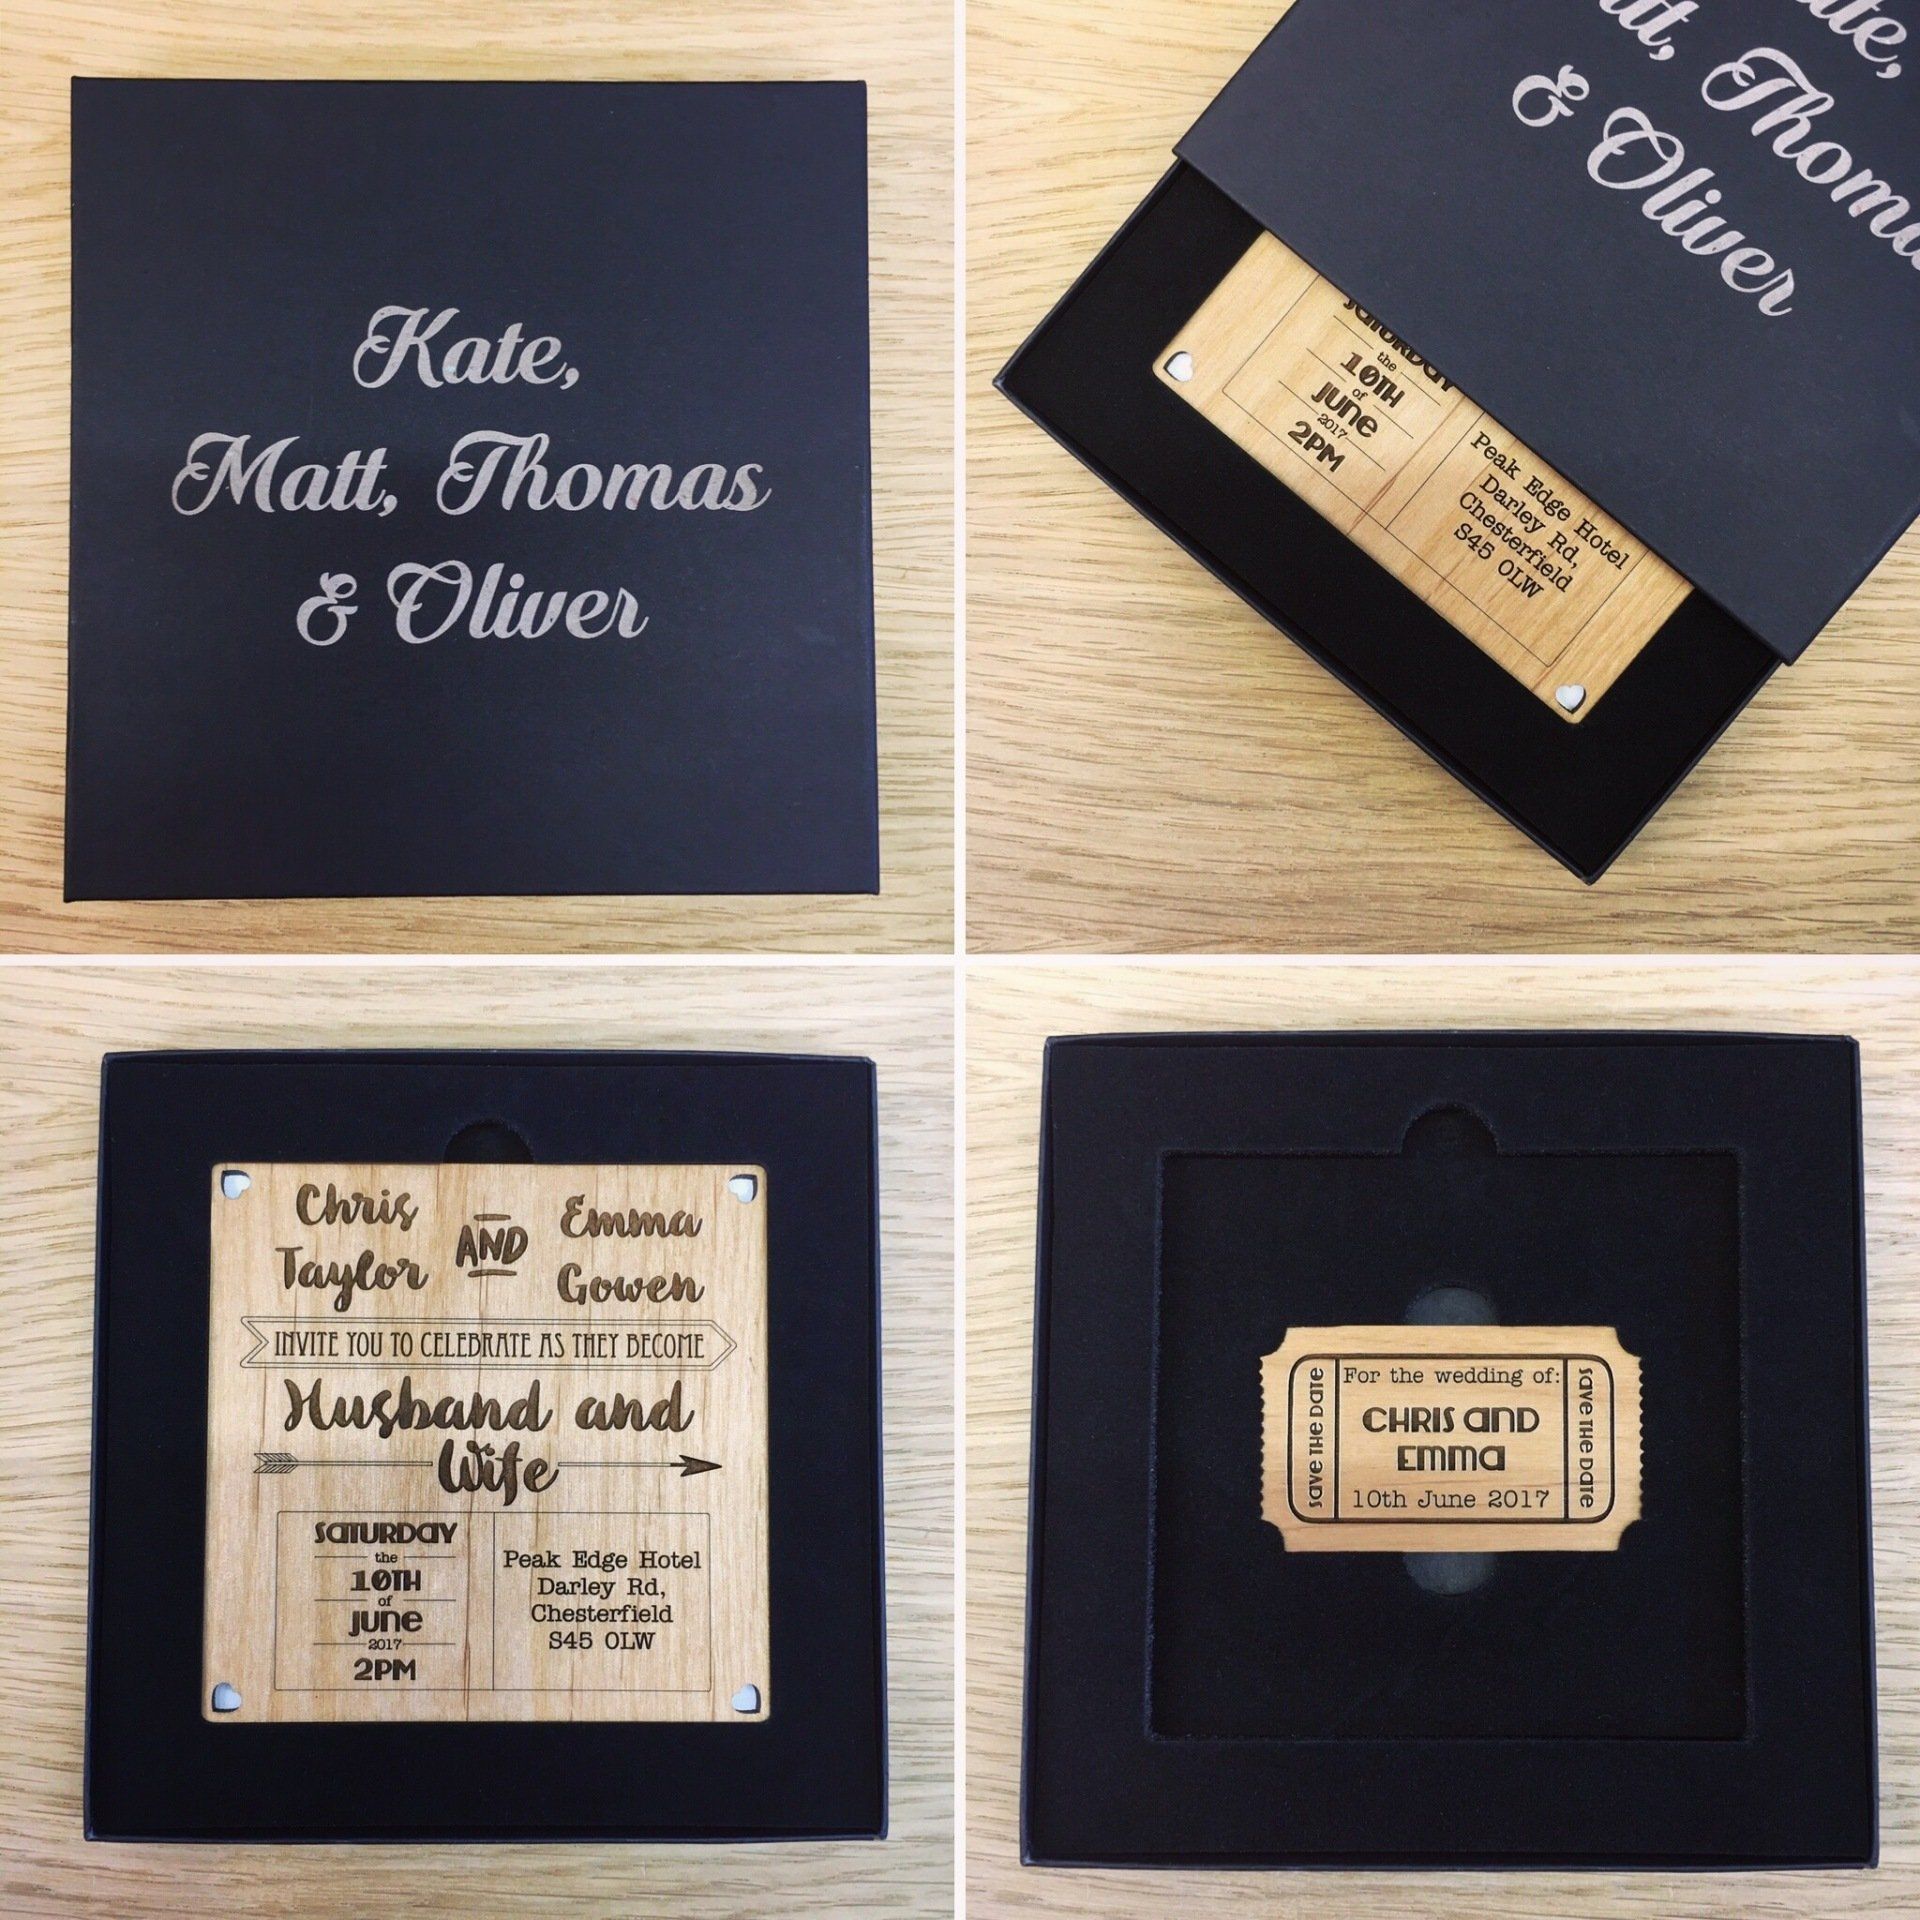 Kate,
Matt, Thomas
& Oliver
Matt, Thomas
& Oliver
SATURDAY
the
10TH
of
JUNE
2017
2PM
Peak Edge Hotel
Darley Rd,
Chesterfield
S45 OLW
Chris
Taylor
AND
Emma
Gowen
INVITE YOU TO CELEBRATE AS THEY BECOME
Husband and
Wife
SATURDAY
the
10TH
of
JUNE
2017
2PM
Peak Edge Hotel
Darley Rd,
Chesterfield
S45 OLW
SAVE THE DATE
For the wedding of:
CHRIS AND
EMMA
10th June 2017
SAVE THE DATE